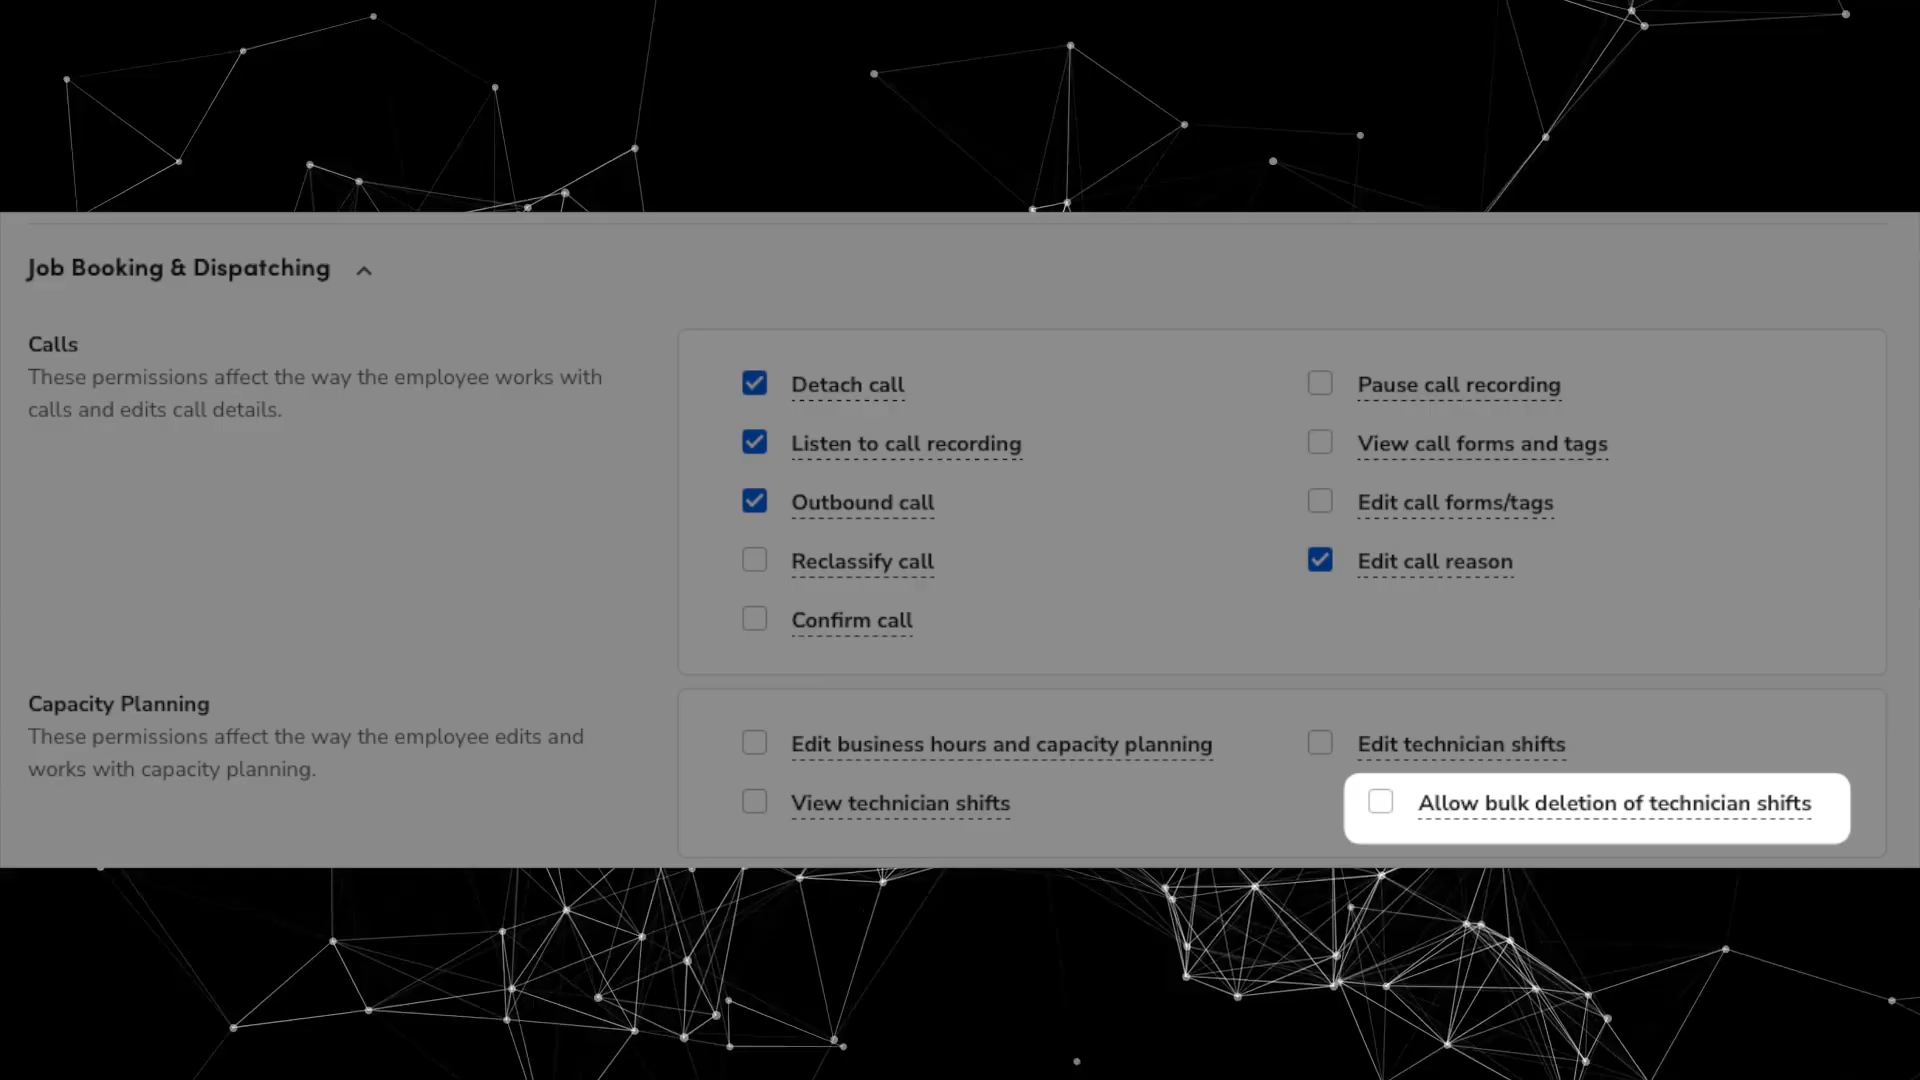 Job Booking & Dispatching
Calls
These permissions affect the way the employee works with
calls and edits call details.
Detach call
Pause call recording
Listen to call recording
View call forms and tags
Outbound call
Edit call forms/tags
Reclassify call
Edit call reason
Confirm call
Capacity Planning
These permissions affect the way the employee edits and
works with capacity planning.
Edit business hours and capacity planning
Edit technician shifts
View technician shifts
Allow bulk deletion of technician shifts